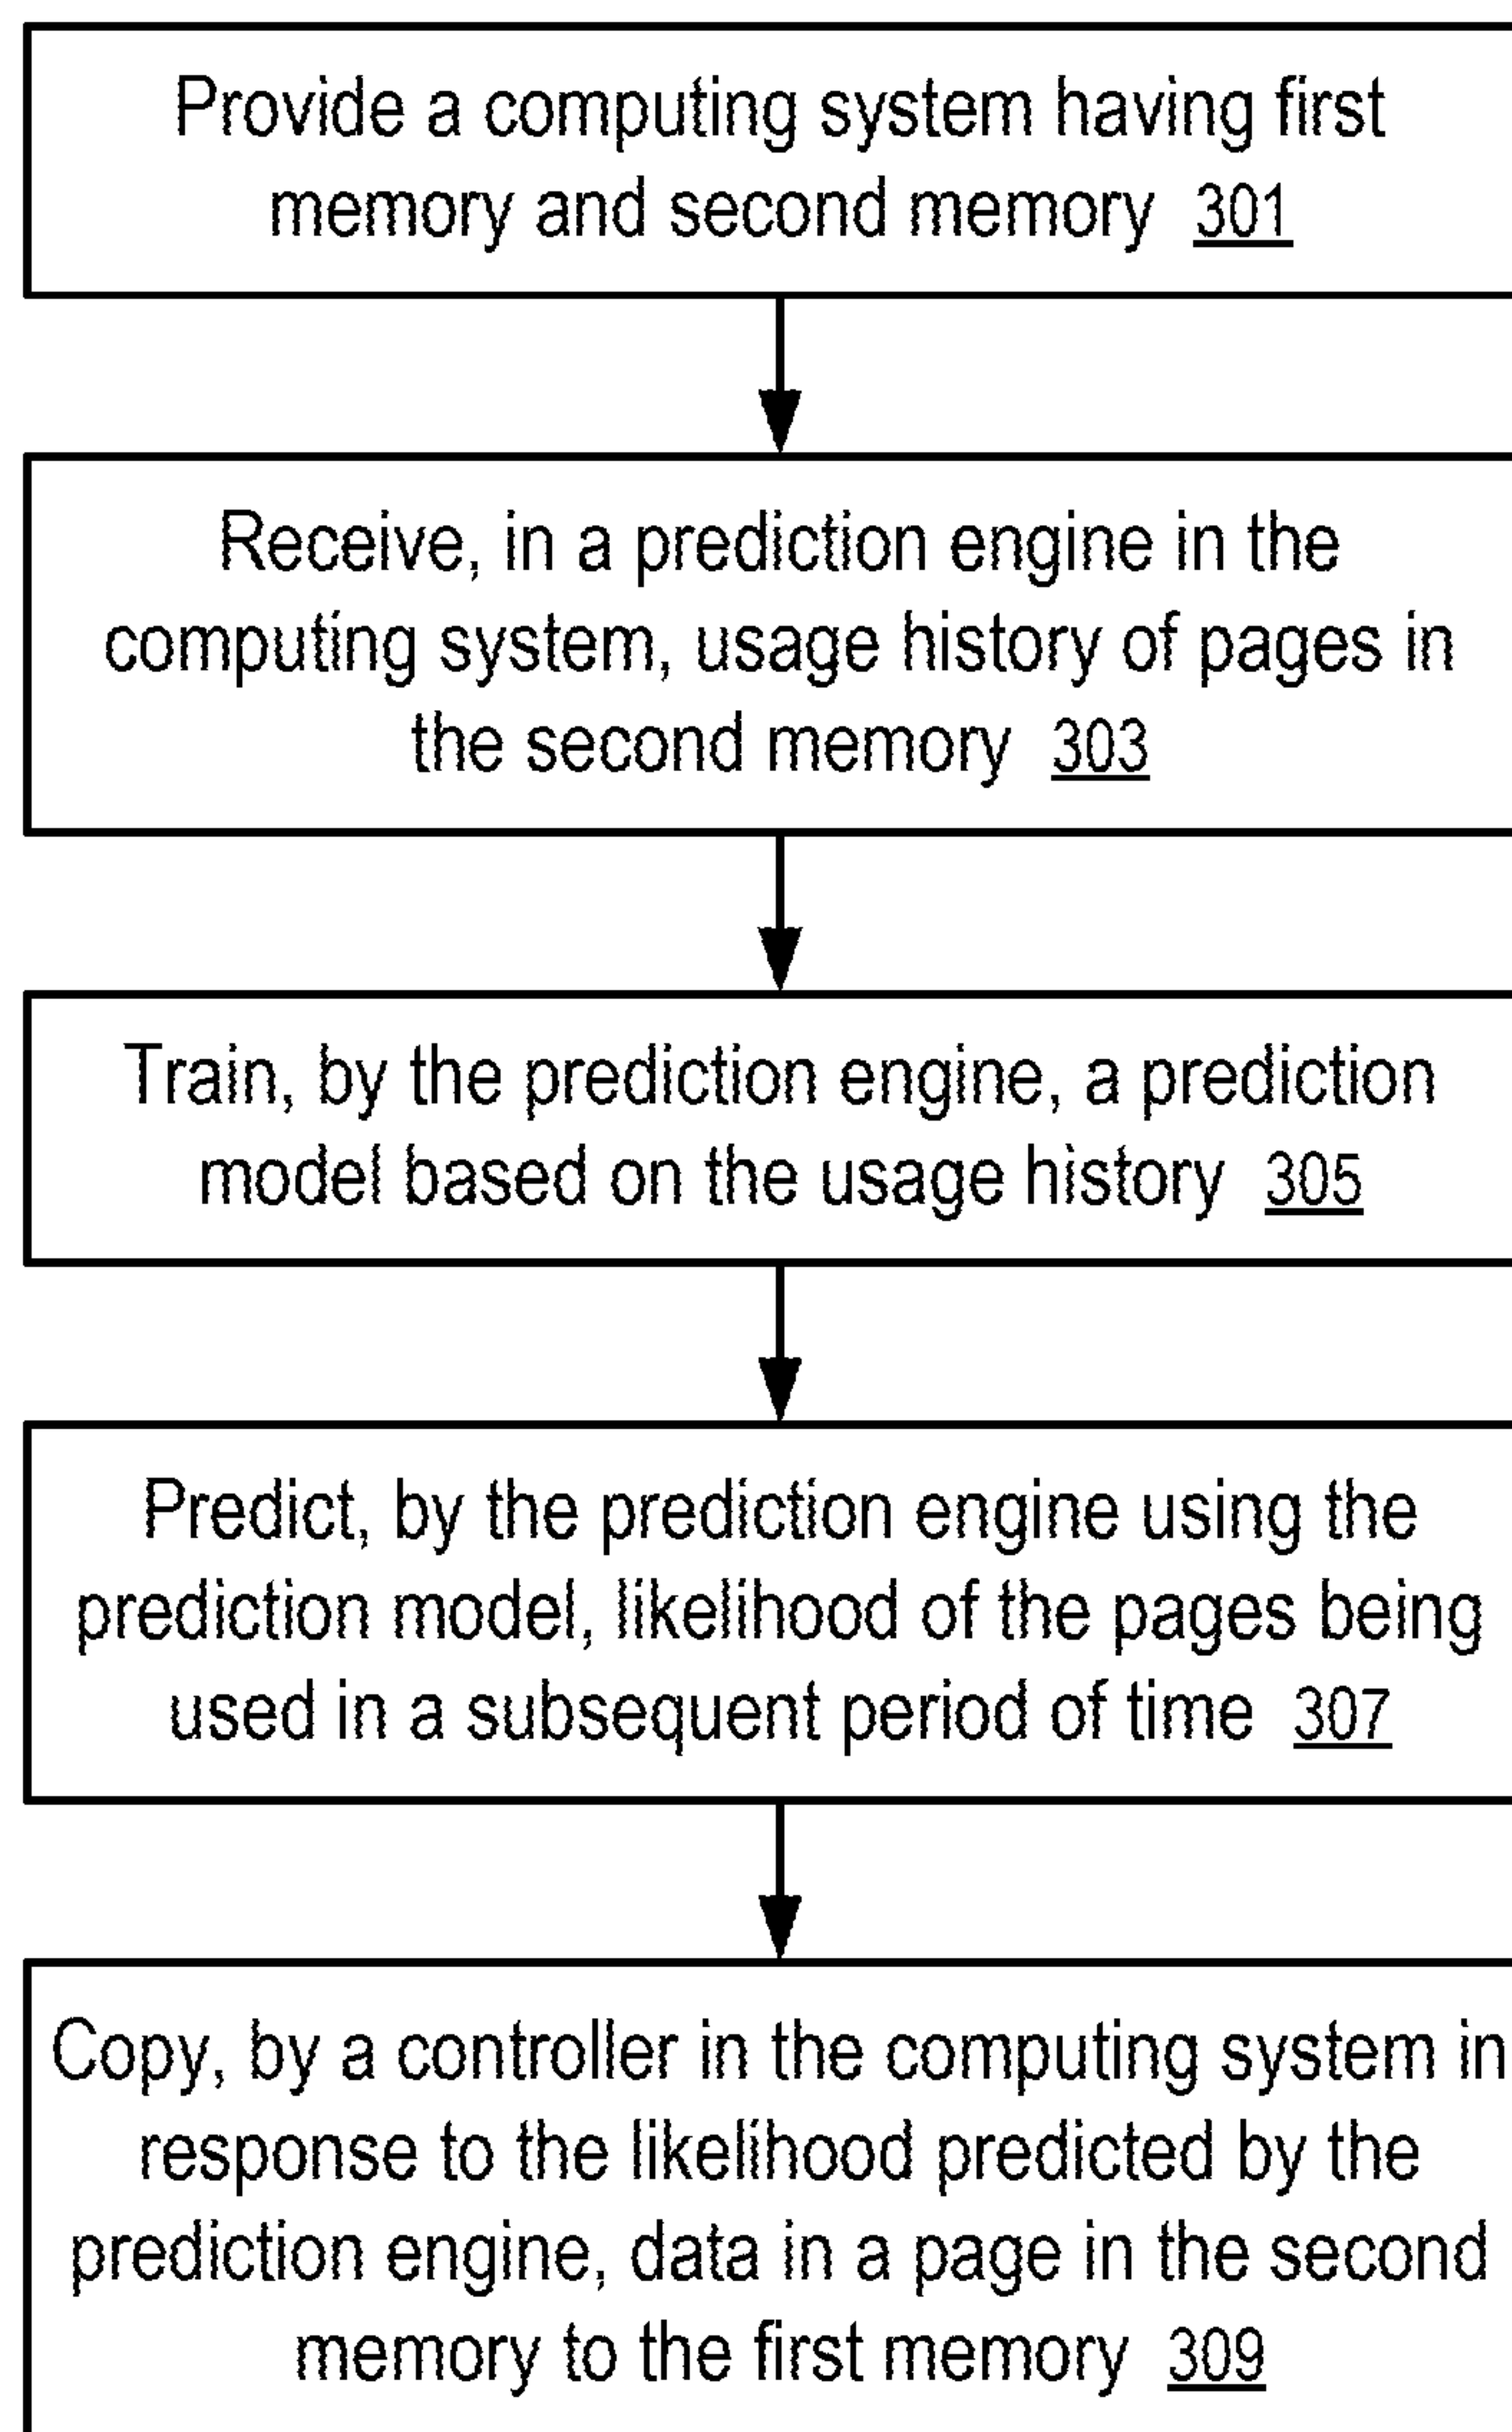 Provide a computing system having first
memory and second memory 301
Receive, in a prediction engine in the
computing system, usage history of pages in
the second memory 303
Train, by the prediction engine, a prediction
model based on the usage history 305
Predict, by the prediction engine using the
prediction model, likelihood of the pages being
used in a subsequent period of time 307
Copy, by a controller in the computing system in
response to the likelihood predicted by the
prediction engine, data in a page in the second
memory to the first memory 309